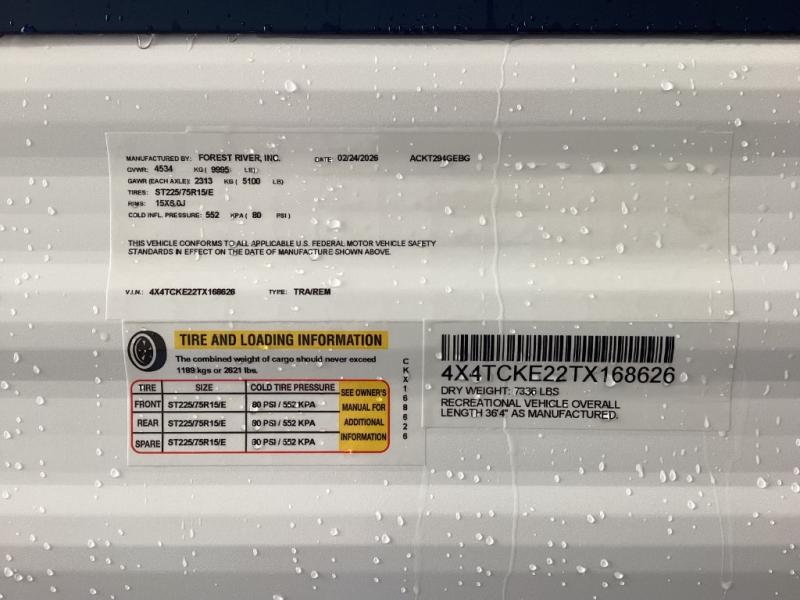 MANUFACTURED BY: FOREST RIVER, INC. DATE: 02/24/2026 ACKT294GEBG
GVWR: 4534 KG ( 9995 LB)
GAWR (EACH AXLE): 2313 KG ( 5100 LB)
TIRES: ST225/75R15/E
RIMS: 15X6.0J
COLD INFL. PRESSURE: 552 KPA ( 80 PSI )
THIS VEHICLE CONFORMS TO ALL APPLICABLE U.S. FEDERAL MOTOR VEHICLE SAFETY
STANDARDS IN EFFECT ON THE DATE OF MANUFACTURE SHOWN ABOVE.
V.I.N.: 4X4TCKE22TX168626 TYPE: TRA/REM
TIRE AND LOADING INFORMATION
The combined weight of cargo should never exceed
1189 kgs or 2621 lbs.
TIRE SIZE COLD TIRE PRESSURE
FRONT ST225/75R15/E 80 PSI / 552 KPA
REAR ST225/75R15/E 80 PSI / 552 KPA
SPARE ST225/75R15/E 80 PSI / 552 KPA
SEE OWNER'S
MANUAL FOR
ADDITIONAL
INFORMATION
CKX168626
4X4TCKE22TX168626
DRY WEIGHT: 7336 LBS
RECREATIONAL VEHICLE OVERALL
LENGTH 36'4" AS MANUFACTURED.